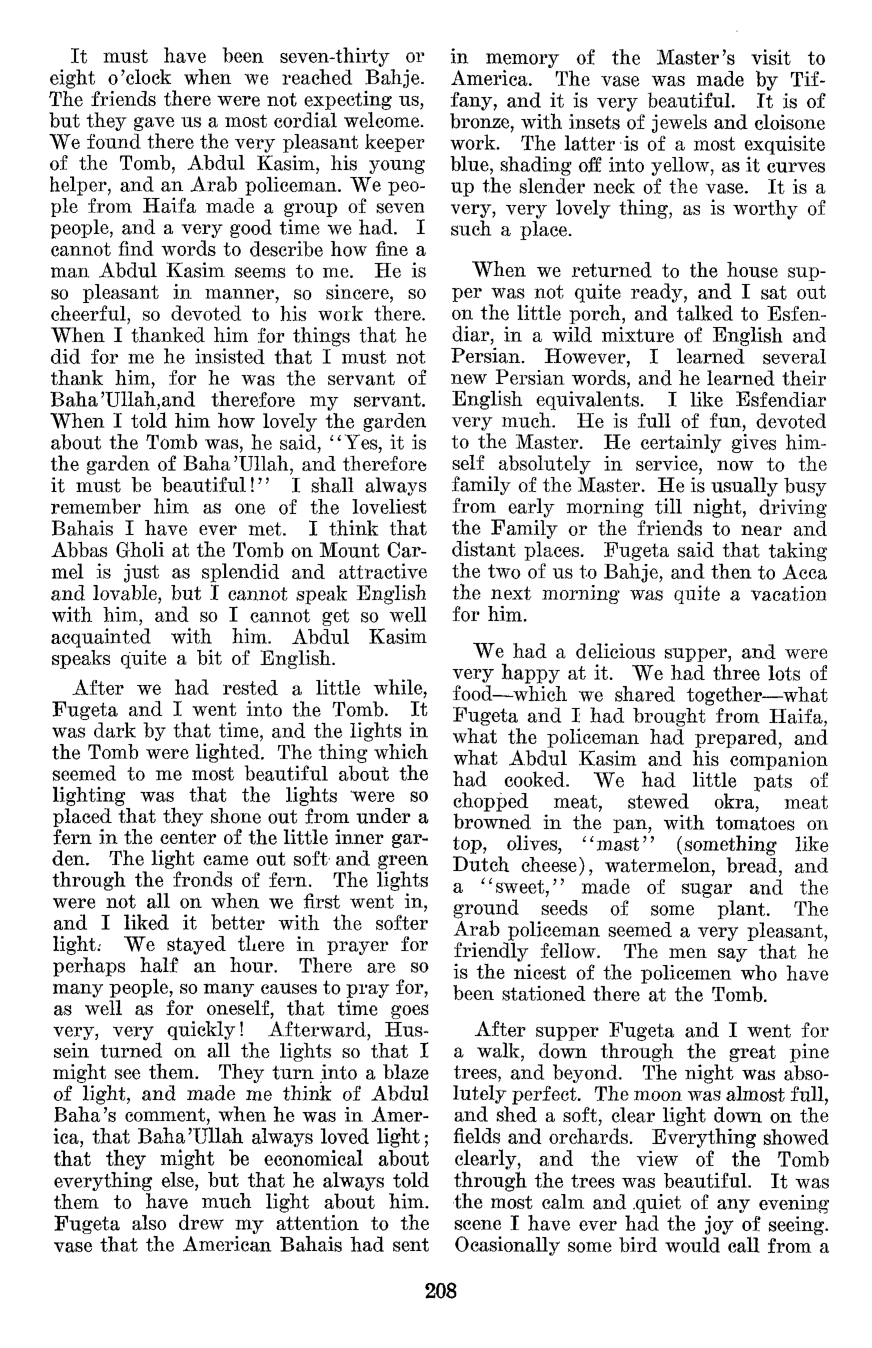 It must have been seven-thirty or
eight o'clock when we reached Bahje.
The friends there were not expecting us,
but they gave us a most cordial welcome.
We found there the very pleasant keeper
of the Tomb, Abdul Kasim, his young
helper, and an Arab policeman. We peo-
ple from Haifa made a group of seven
people, and a very good time we had. I
cannot find words to describe how fine a
man Abdul Kasim seems to me. He is
so pleasant in manner, so sincere, so
cheerful, so devoted to his work there.
When I thanked him for things that he
did for me he insisted that I must not
thank him, for he was the servant of
Baha'Ullah,and therefore my servant.
When I told him how lovely the garden
about the Tomb was, he said, "Yes, it is
the garden of Baha'Ullah, and therefore
it must be beautiful!" I shall always
remember him as one of the loveliest
Bahais I have ever met. I think that
Abbas Gholi at the Tomb on Mount Car-
mel is just as splendid and attractive
and lovable, but I cannot speak English
with him, and so I cannot get so well
acquainted with him. Abdul Kasim
speaks quite a bit of English.
After we had rested a little while,
Fugeta and I went into the Tomb. It
was dark by that time, and the lights in
the Tomb were lighted. The thing which
seemed to me most beautiful about the
lighting was that the lights were so
placed that they shone out from under a
fern in the center of the little inner gar-
den. The light came out soft and green
through the fronds of fern. The lights
were not all on when we first went in,
and I liked it better with the softer
light. We stayed there in prayer for
perhaps half an hour. There are so
many people, so many causes to pray for,
as well as for oneself, that time goes
very, very quickly! Afterward, Hus-
sein turned on all the lights so that I
might see them. They turn into a blaze
of light, and made me think of Abdul
Baha's comment, when he was in Amer-
ica, that Baha'Ullah always loved light;
that they might be economical about
everything else, but that he always told
them to have much light about him.
Fugeta also drew my attention to the
vase that the American Bahais had sent
in memory of the Master's visit to
America. The vase was made by Tif-
fany, and it is very beautiful. It is of
bronze, with insets of jewels and cloisone
work. The latter is of a most exquisite
blue, shading off into yellow, as it curves
up the slender neck of the vase. It is a
very, very lovely thing, as is worthy of
such a place.
When we returned to the house sup-
per was not quite ready, and I sat out
on the little porch, and talked to Esfen-
diar, in a wild mixture of English and
Persian. However, I learned several
new Persian words, and he learned their
English equivalents. I like Esfendiar
very much. He is full of fun, devoted
to the Master. He certainly gives him-
self absolutely in service, now to the
family of the Master. He is usually busy
from early morning till night, driving
the Family or the friends to near and
distant places. Fugeta said that taking
the two of us to Bahje, and then to Acca
the next morning was quite a vacation
for him.
We had a delicious supper, and were
very happy at it. We had three lots of
food—which we shared together—what
Fugeta and I had brought from Haifa,
what the policeman had prepared, and
what Abdul Kasim and his companion
had cooked. We had little pats of
chopped meat, stewed okra, meat
browned in the pan, with tomatoes on
top, olives, "mast" (something like
Dutch cheese), watermelon, bread, and
a "sweet," made of sugar and the
ground seeds of some plant. The
Arab policeman seemed a very pleasant,
friendly fellow. The men say that he
is the nicest of the policemen who have
been stationed there at the Tomb.
After supper Fugeta and I went for
a walk, down through the great pine
trees, and beyond. The night was abso-
lutely perfect. The moon was almost full,
and shed a soft, clear light down on the
fields and orchards. Everything showed
clearly, and the view of the Tomb
through the trees was beautiful. It was
the most calm and quiet of any evening
scene I have ever had the joy of seeing.
Ocasionally some bird would call from a
208